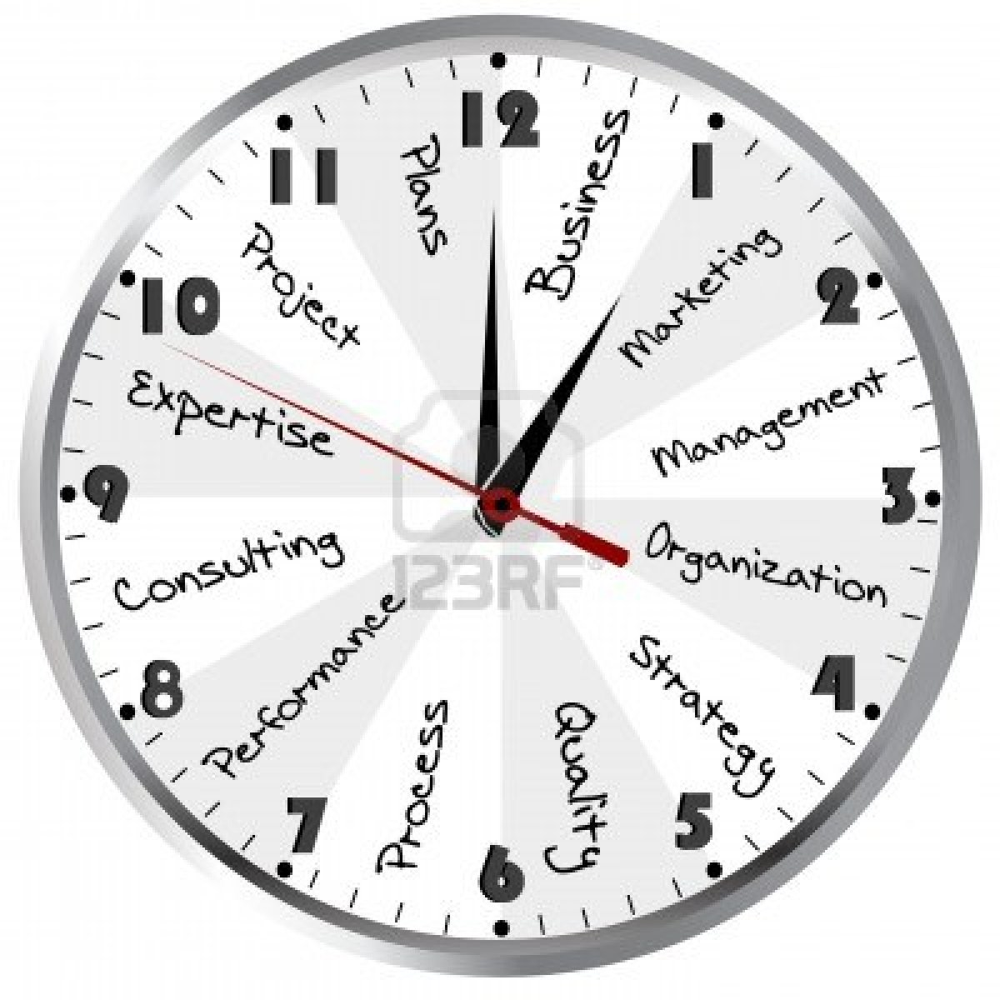 12
Business
1
Marketing
2
Management
3
Organization
4
Strategy
5
Quality
6
Process
7
Performance
8
Consulting
9
Expertise
10
Project
11
Plans
123RF®